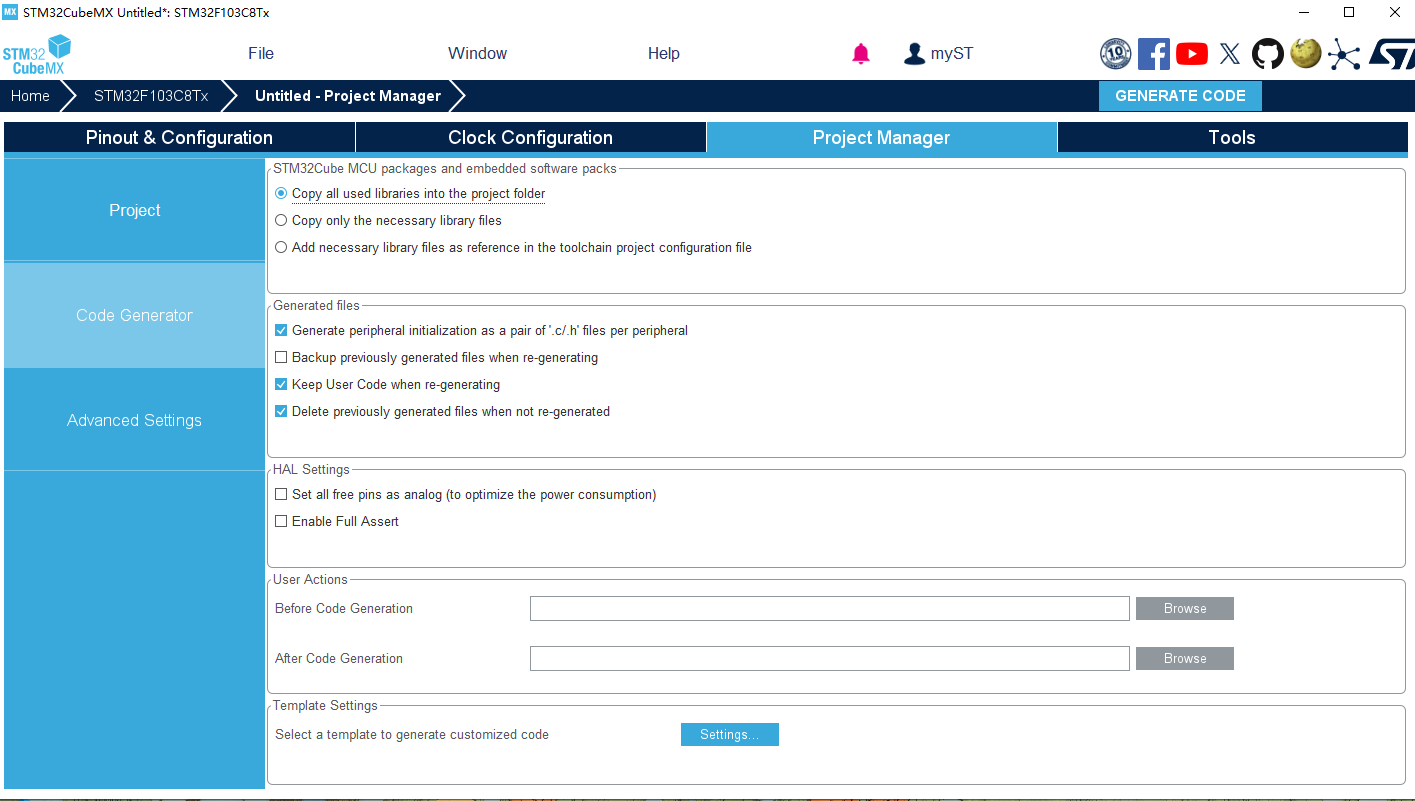 MX STM32CubeMX Untitled*: STM32F103C8Tx
STM32 CubeMX
File Window Help myST
10
Home STM32F103C8Tx Untitled - Project Manager GENERATE CODE
Pinout & Configuration Clock Configuration Project Manager Tools
Project
Code Generator
Advanced Settings
STM32Cube MCU packages and embedded software packs
Copy all used libraries into the project folder
Copy only the necessary library files
Add necessary library files as reference in the toolchain project configuration file
Generated files
Generate peripheral initialization as a pair of '.c/.h' files per peripheral
Backup previously generated files when re-generating
Keep User Code when re-generating
Delete previously generated files when not re-generated
HAL Settings
Set all free pins as analog (to optimize the power consumption)
Enable Full Assert
User Actions
Before Code Generation Browse
After Code Generation Browse
Template Settings
Select a template to generate customized code Settings...